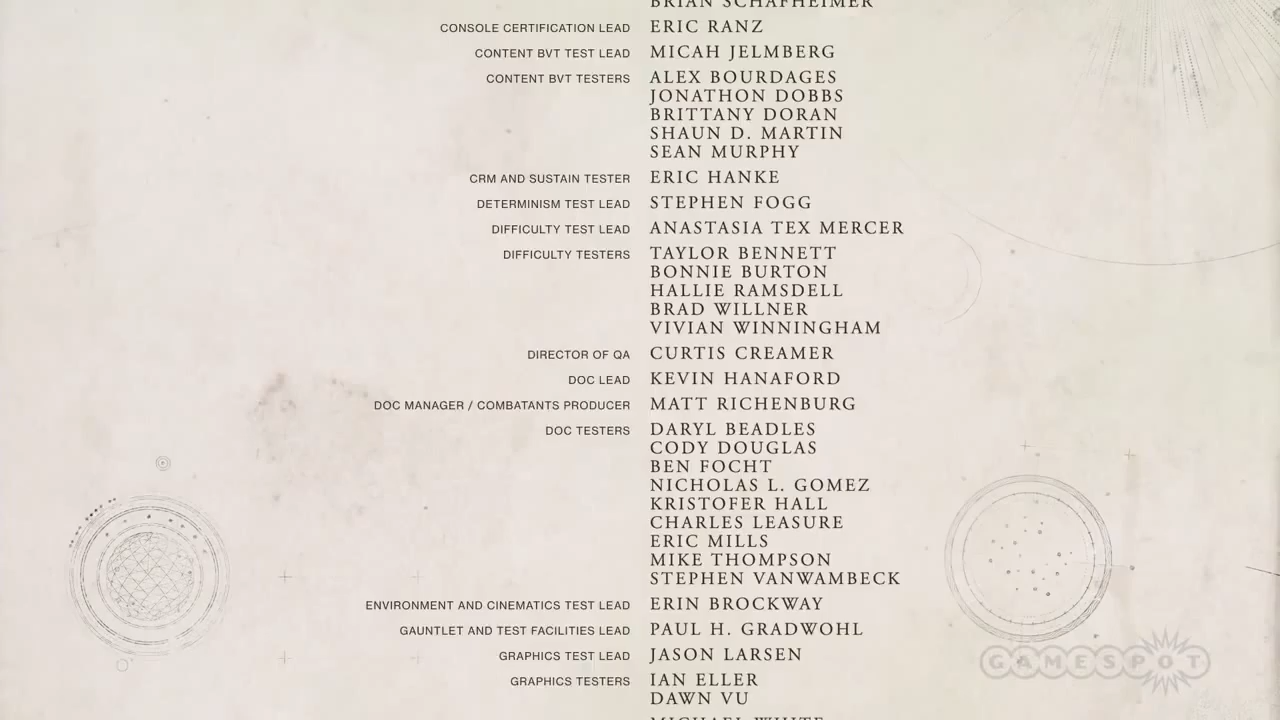 BRIAN SCHAFHEIMER
CONSOLE CERTIFICATION LEAD ERIC RANZ
CONTENT BVT TEST LEAD MICAH JELMBERG
CONTENT BVT TESTERS ALEX BOURDAGES
JONATHON DOBBS
BRITTANY DORAN
SHAUN D. MARTIN
SEAN MURPHY
CRM AND SUSTAIN TESTER ERIC HANKE
DETERMINISM TEST LEAD STEPHEN FOGG
DIFFICULTY TEST LEAD ANASTASIA TEX MERCER
DIFFICULTY TESTERS TAYLOR BENNETT
BONNIE BURTON
HALLIE RAMSDELL
BRAD WILLNER
VIVIAN WINNINGHAM
DIRECTOR OF QA CURTIS CREAMER
DOC LEAD KEVIN HANAFORD
DOC MANAGER / COMBATANTS PRODUCER MATT RICHENBURG
DOC TESTERS DARYL BEADLES
CODY DOUGLAS
BEN FOCHT
NICHOLAS L. GOMEZ
KRISTOFER HALL
CHARLES LEASURE
ERIC MILLS
MIKE THOMPSON
STEPHEN VANWAMBECK
ENVIRONMENT AND CINEMATICS TEST LEAD ERIN BROCKWAY
GAUNTLET AND TEST FACILITIES LEAD PAUL H. GRADWOHL
GRAPHICS TEST LEAD JASON LARSEN
GRAPHICS TESTERS IAN ELLER
DAWN VU
MICHAEL WHITE
GAMESPOT